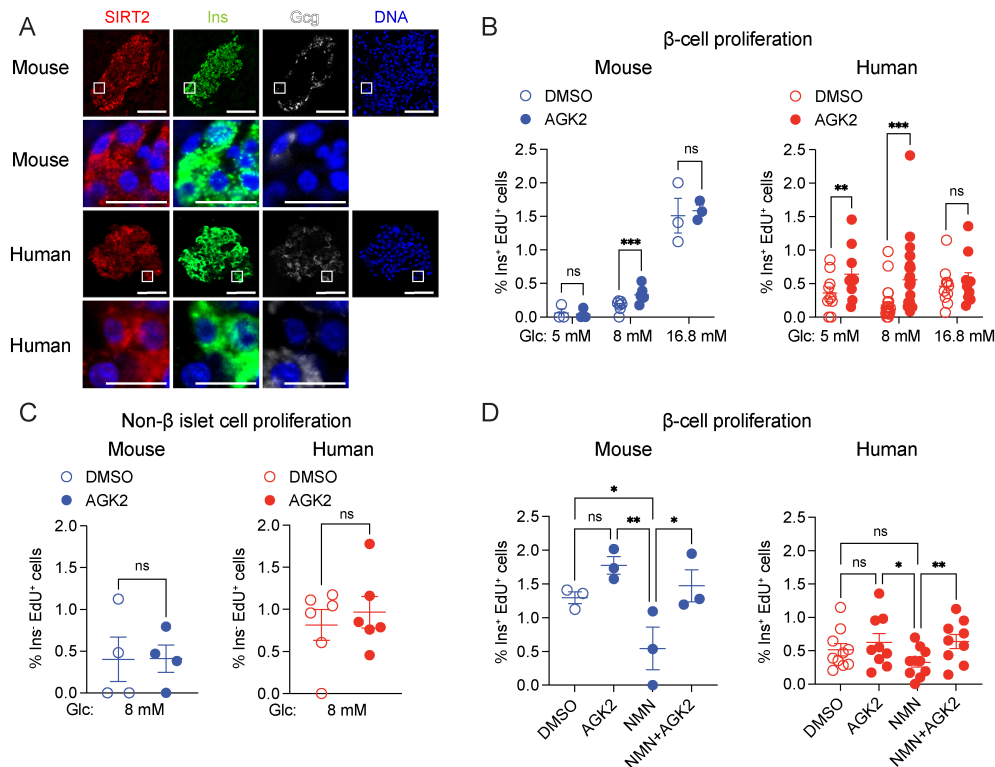 A
SIRT2
Ins
Gcg
DNA
Mouse
Mouse
Human
Human
B
β-cell proliferation
Mouse
DMSO
AGK2
% Ins⁺ EdU⁺ cells
2.5
2.0
1.5
1.0
0.5
0.0
ns
***
ns
Glc: 5 mM 8 mM 16.8 mM
Human
DMSO
AGK2
% Ins⁺ EdU⁺ cells
2.5
2.0
1.5
1.0
0.5
0.0
**
***
ns
Glc: 5 mM 8 mM 16.8 mM
C
Non-β islet cell proliferation
Mouse
DMSO
AGK2
% Ins⁻ EdU⁺ cells
2.0
1.5
1.0
0.5
0.0
ns
Glc: 8 mM
Human
DMSO
AGK2
% Ins⁻ EdU⁺ cells
2.0
1.5
1.0
0.5
0.0
ns
Glc: 8 mM
D
β-cell proliferation
Mouse
% Ins⁺ EdU⁺ cells
2.5
2.0
1.5
1.0
0.5
0.0
*
ns
**
*
DMSO
AGK2
NMN
NMN+AGK2
Human
% Ins⁺ EdU⁺ cells
2.5
2.0
1.5
1.0
0.5
0.0
ns
ns
*
**
DMSO
AGK2
NMN
NMN+AGK2